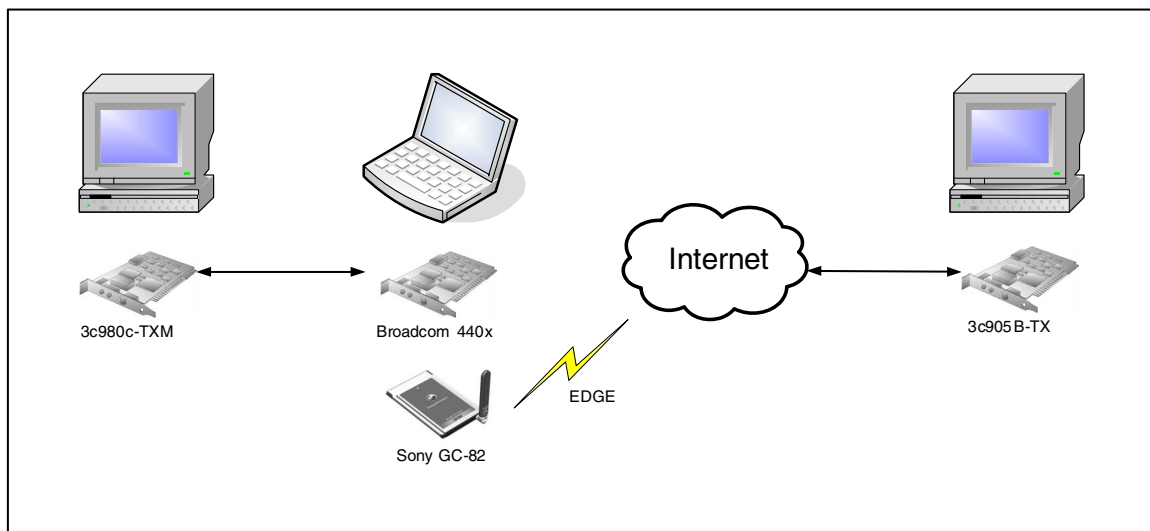 Internet
3c980c-TXM
Broadcom 440x
3c905B-TX
EDGE
Sony GC-82